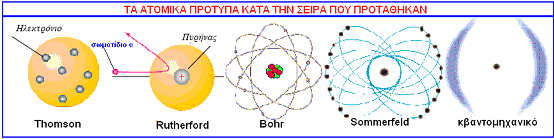 ΤΑ ΑΤΟΜΙΚΑ ΠΡΟΤΥΠΑ ΚΑΤΑ ΤΗΝ ΣΕΙΡΑ ΠΟΥ ΠΡΟΤΑΘΗΚΑΝ
Ηλεκτρόνιο
σωματίδιο α
Πυρήνας
Thomson
Rutherford
Bohr
Sommerfeld
κβαντομηχανικό